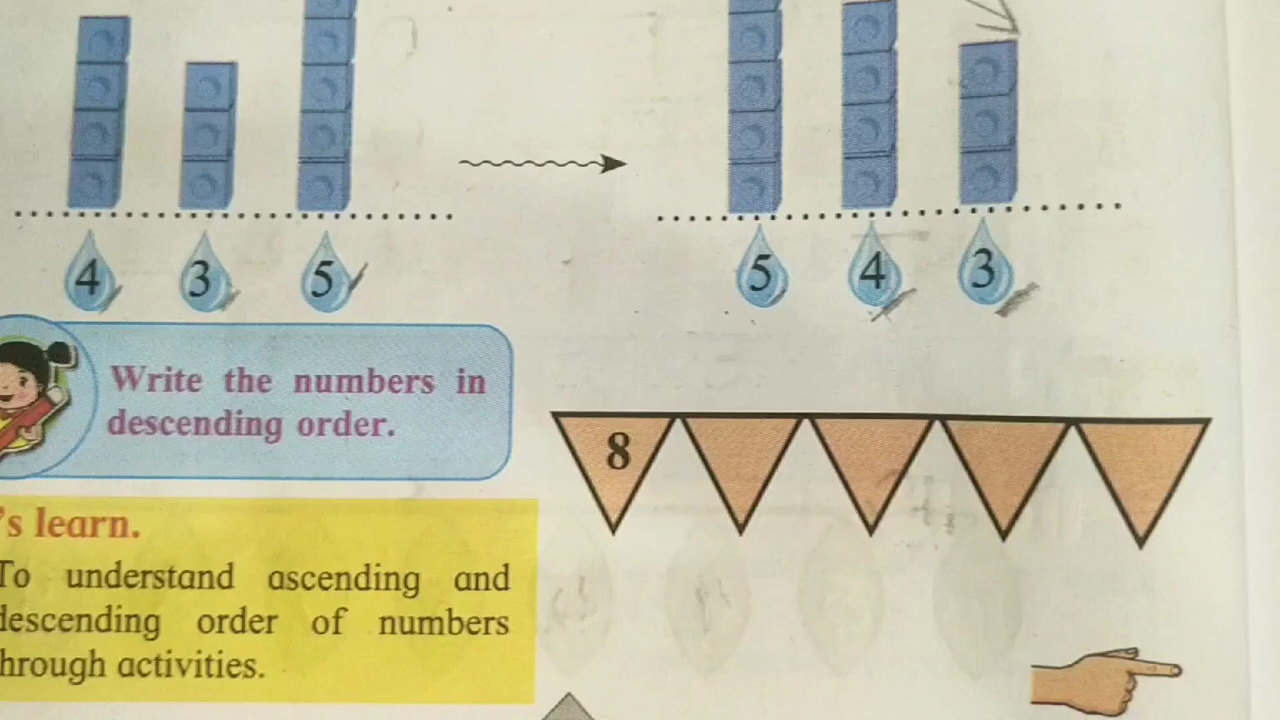 4 3 5
5 4 3
Write the numbers in
descending order.
8
's learn.
To understand ascending and
descending order of numbers
hrough activities.